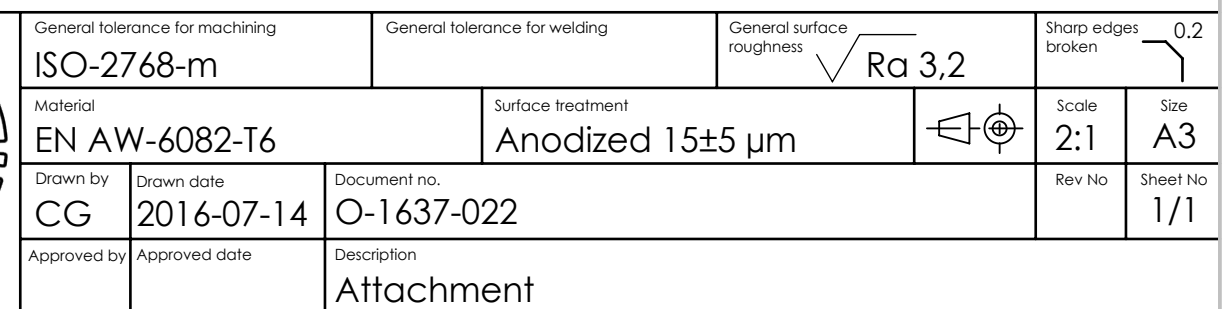 General tolerance for machining
ISO-2768-m
General tolerance for welding
General surface
roughness
Ra 3,2
Sharp edges
broken
0.2
Material
EN AW-6082-T6
Surface treatment
Anodized 15±5 µm
Scale
2:1
Size
A3
Drawn by
CG
Drawn date
2016-07-14
Document no.
O-1637-022
Rev No
Sheet No
1/1
Approved by
Approved date
Description
Attachment